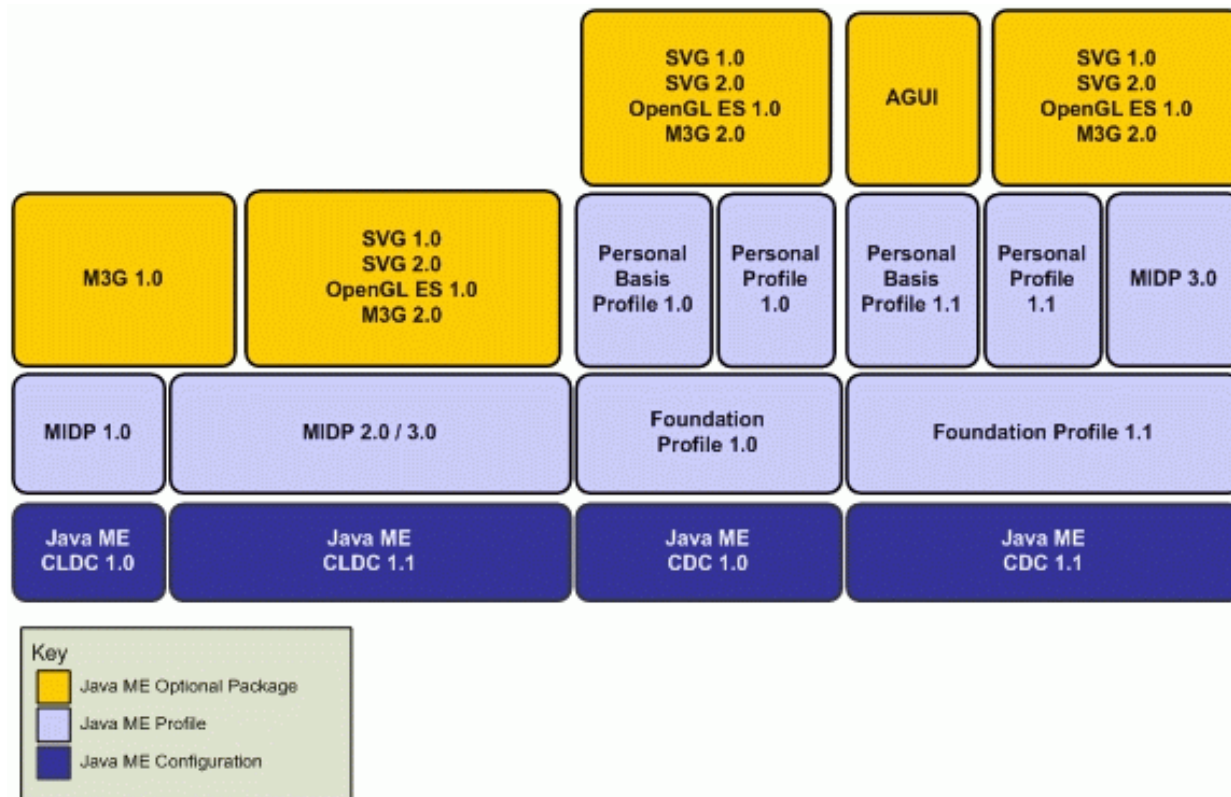 SVG 1.0
SVG 2.0
OpenGL ES 1.0
M3G 2.0
AGUI
SVG 1.0
SVG 2.0
OpenGL ES 1.0
M3G 2.0
M3G 1.0
SVG 1.0
SVG 2.0
OpenGL ES 1.0
M3G 2.0
Personal
Basis
Profile 1.0
Personal
Profile
1.0
Personal
Basis
Profile 1.1
Personal
Profile
1.1
MIDP 3.0
MIDP 1.0
MIDP 2.0 / 3.0
Foundation
Profile 1.0
Foundation Profile 1.1
Java ME
CLDC 1.0
Java ME
CLDC 1.1
Java ME
CDC 1.0
Java ME
CDC 1.1
Key
Java ME Optional Package
Java ME Profile
Java ME Configuration